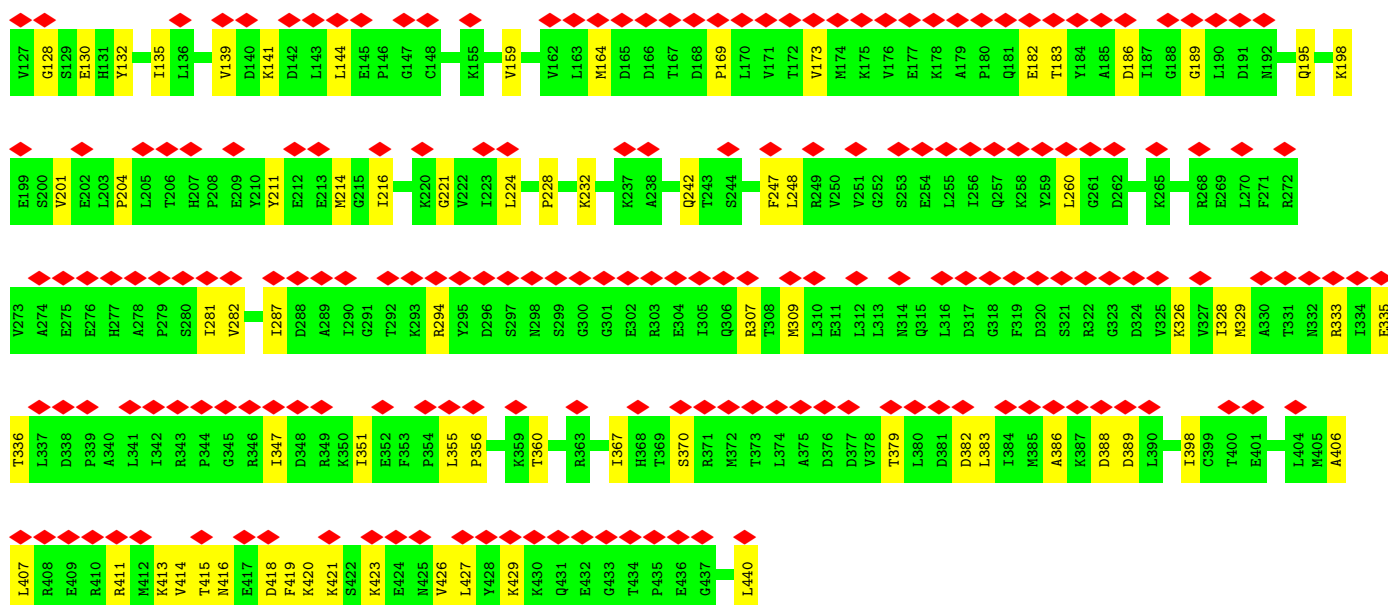 V127 G128 S129 E130 H131 Y132 I135 L136 V139 D140 K141 D142 L143 L144 E145 P146 G147 C148 K155 V159 V162 L163 M164 D165 D166 T167 D168 P169 L170 V171 T172 V173 M174 K175 V176 E177 K178 A179 P180 Q181 E182 T183 Y184 A185 D186 I187 G188 G189 L190 D191 N192 Q195 K198
E199 S200 V201 E202 L203 P204 L205 T206 H207 P208 E209 Y210 Y211 E212 E213 M214 G215 I216 K220 G221 V222 I223 L224 P228 K232 K237 A238 Q242 T243 S244 F247 L248 R249 V250 V251 G252 S253 E254 L255 I256 Q257 K258 Y259 L260 G261 D262 K265 R268 E269 L270 F271 R272
V273 A274 E275 E276 H277 A278 P279 S280 I281 V282 I287 D288 A289 I290 G291 T292 K293 R294 Y295 D296 S297 N298 S299 G300 G301 E302 R303 E304 I305 Q306 R307 T308 M309 L310 E311 L312 L313 N314 Q315 L316 D317 G318 F319 D320 S321 R322 G323 D324 V325 K326 V327 T328 M329 A330 T331 N332 R333 I334 E335
T336 L337 D338 P339 A340 L341 I342 R343 P344 G345 R346 I347 D348 R349 K350 I351 E352 F353 P354 L355 P356 K359 T360 R363 I367 H368 T369 S370 R371 M372 T373 L374 A375 D376 D377 V378 T379 L380 D381 D382 L383 I384 M385 A386 K387 D388 D389 L390 I398 C399 T400 E401 L404 M405 A406
L407 R408 E409 R410 R411 M412 K413 V414 T415 N416 E417 D418 F419 K420 K421 S422 K423 E424 N425 V426 L427 Y428 K429 K430 Q431 E432 G433 T434 P435 E436 G437 L440